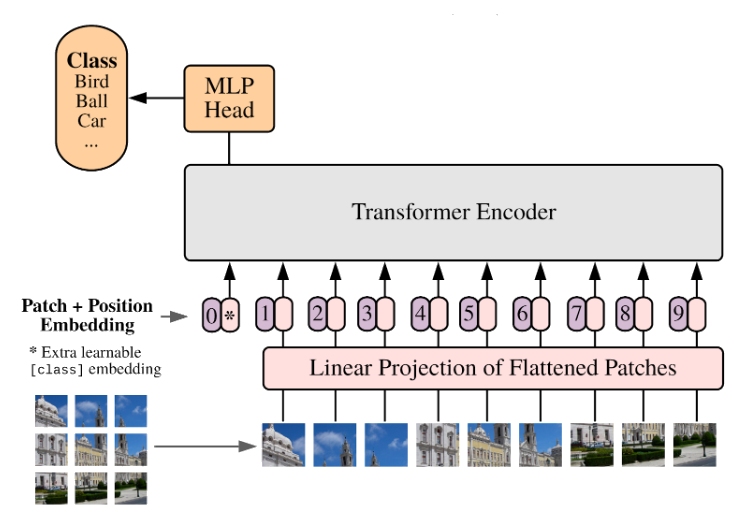 Class
Bird
Ball
Car
...
MLP
Head
Transformer Encoder
Patch + Position
Embedding
0 * 1 2 3 4 5 6 7 8 9
* Extra learnable
[class] embedding
Linear Projection of Flattened Patches